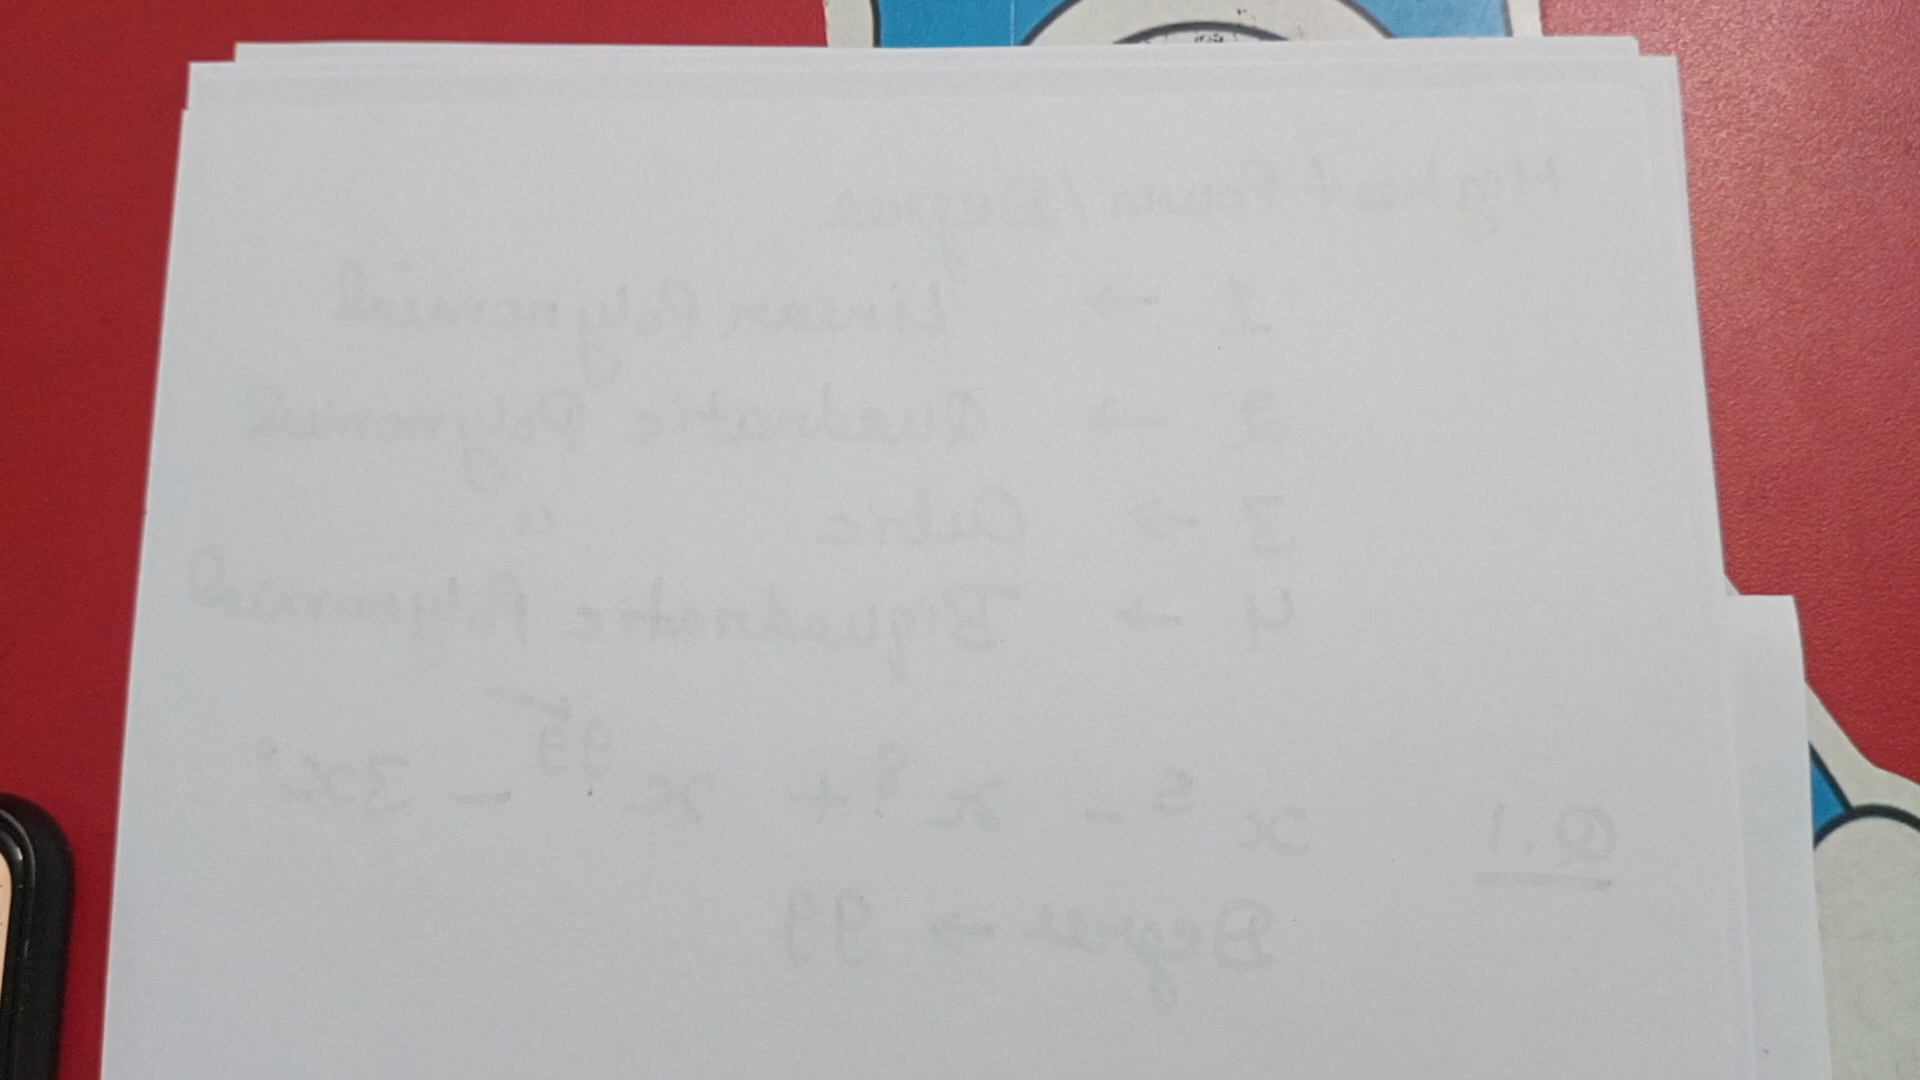 Highest Power / Degree
1 → Linear Polynomial
2 → Quadratic Polynomial
3 → Cubic "
4 → Biquadratic Polynomial
Q.1 x⁵ - x⁸ + x⁹⁹ - 3x⁰
Degree → 99